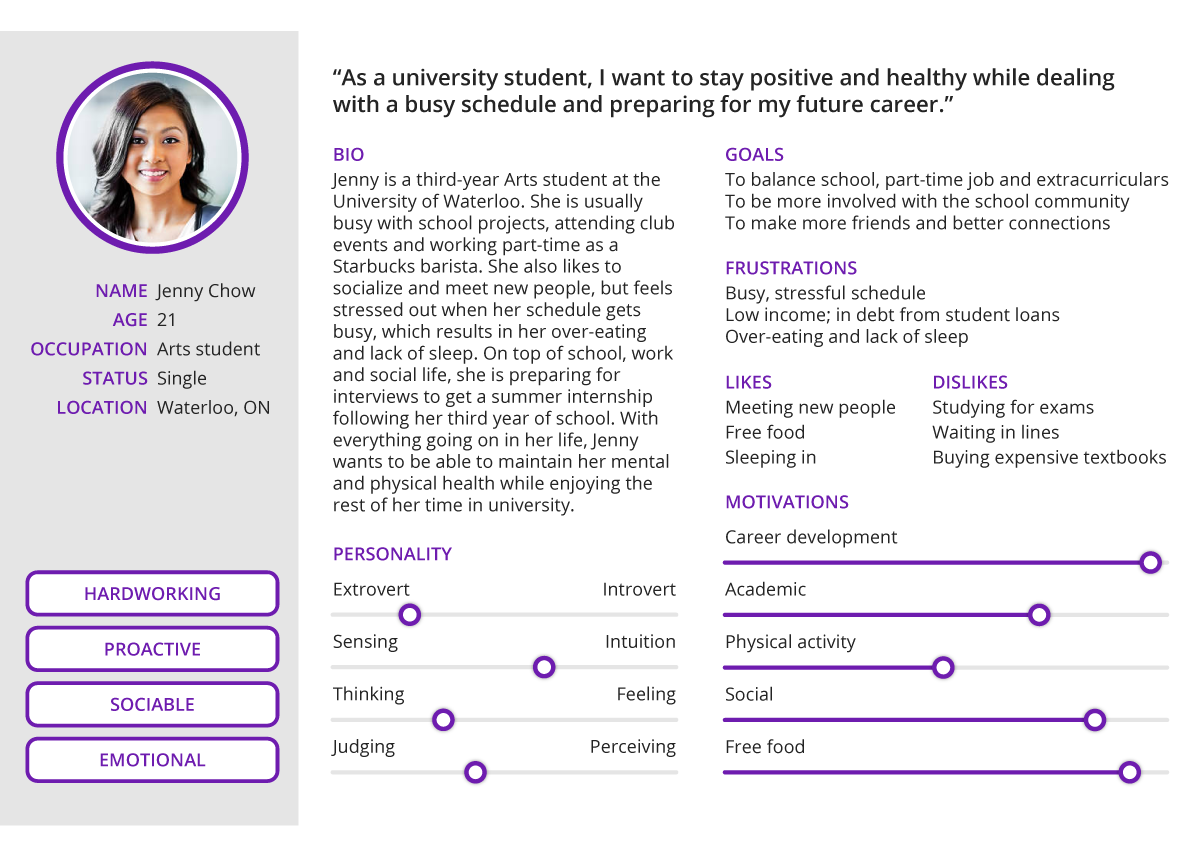 “As a university student, I want to stay positive and healthy while dealing
with a busy schedule and preparing for my future career.”
NAME Jenny Chow
AGE 21
OCCUPATION Arts student
STATUS Single
LOCATION Waterloo, ON
HARDWORKING
PROACTIVE
SOCIABLE
EMOTIONAL
BIO
Jenny is a third-year Arts student at the
University of Waterloo. She is usually
busy with school projects, attending club
events and working part-time as a
Starbucks barista. She also likes to
socialize and meet new people, but feels
stressed out when her schedule gets
busy, which results in her over-eating
and lack of sleep. On top of school, work
and social life, she is preparing for
interviews to get a summer internship
following her third year of school. With
everything going on in her life, Jenny
wants to be able to maintain her mental
and physical health while enjoying the
rest of her time in university.
PERSONALITY
Extrovert Introvert
Sensing Intuition
Thinking Feeling
Judging Perceiving
GOALS
To balance school, part-time job and extracurriculars
To be more involved with the school community
To make more friends and better connections
FRUSTRATIONS
Busy, stressful schedule
Low income; in debt from student loans
Over-eating and lack of sleep
LIKES
Meeting new people
Free food
Sleeping in
DISLIKES
Studying for exams
Waiting in lines
Buying expensive textbooks
MOTIVATIONS
Career development
Academic
Physical activity
Social
Free food